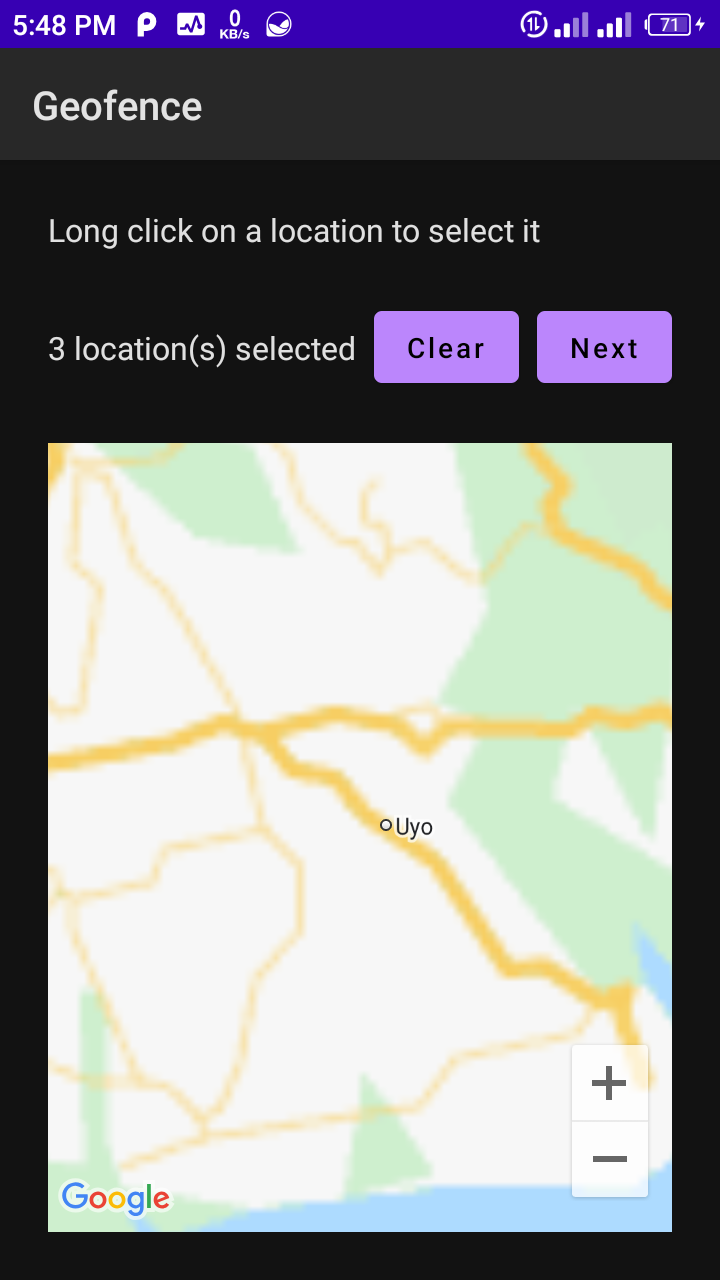 5:48 PM 0 KB/s 71
Geofence
Long click on a location to select it
3 location(s) selected Clear Next
Uyo
Google